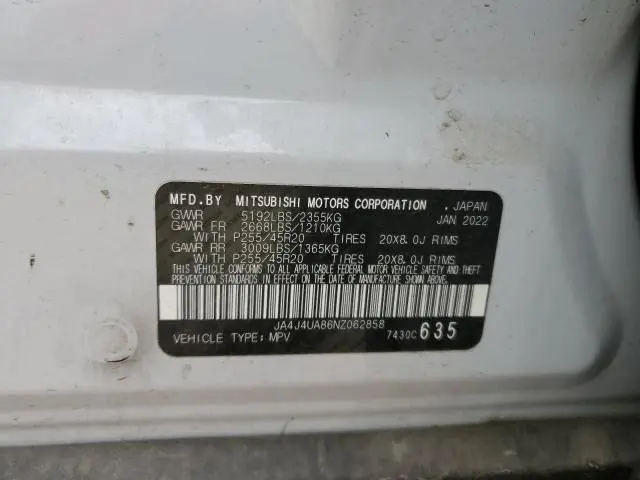 MFD.BY MITSUBISHI MOTORS CORPORATION , JAPAN
GVWR 5192LBS/2355KG JAN 2022
GAWR FR 2668LBS/1210KG
WITH P255/45R20 TIRES 20X8.0J RIMS
GAWR RR 3009LBS/1365KG
WITH P255/45R20 TIRES 20X8.0J RIMS
THIS VEHICLE CONFORMS TO ALL APPLICABLE FEDERAL MOTOR VEHICLE SAFETY, AND THEFT
PREVENTION STANDARDS IN EFFECT ON THE DATE OF MANUFACTURE SHOWN ABOVE.
JA4J4UA86NZ062858
VEHICLE TYPE: MPV 7430C 635